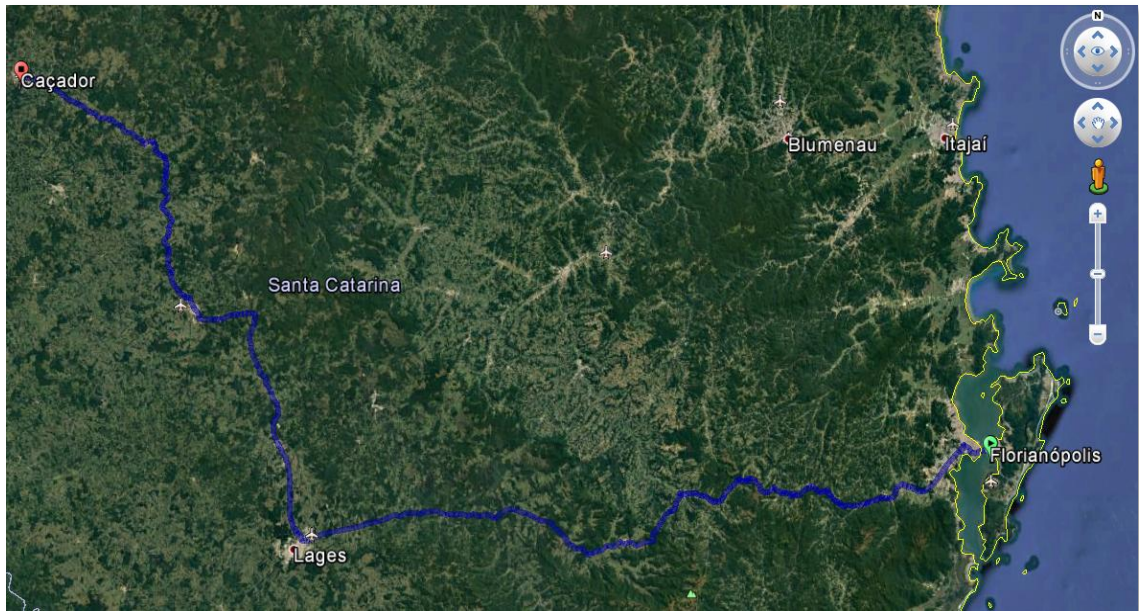 N
Caçador
Blumenau
Itajaí
Santa Catarina
Florianópolis
Lages